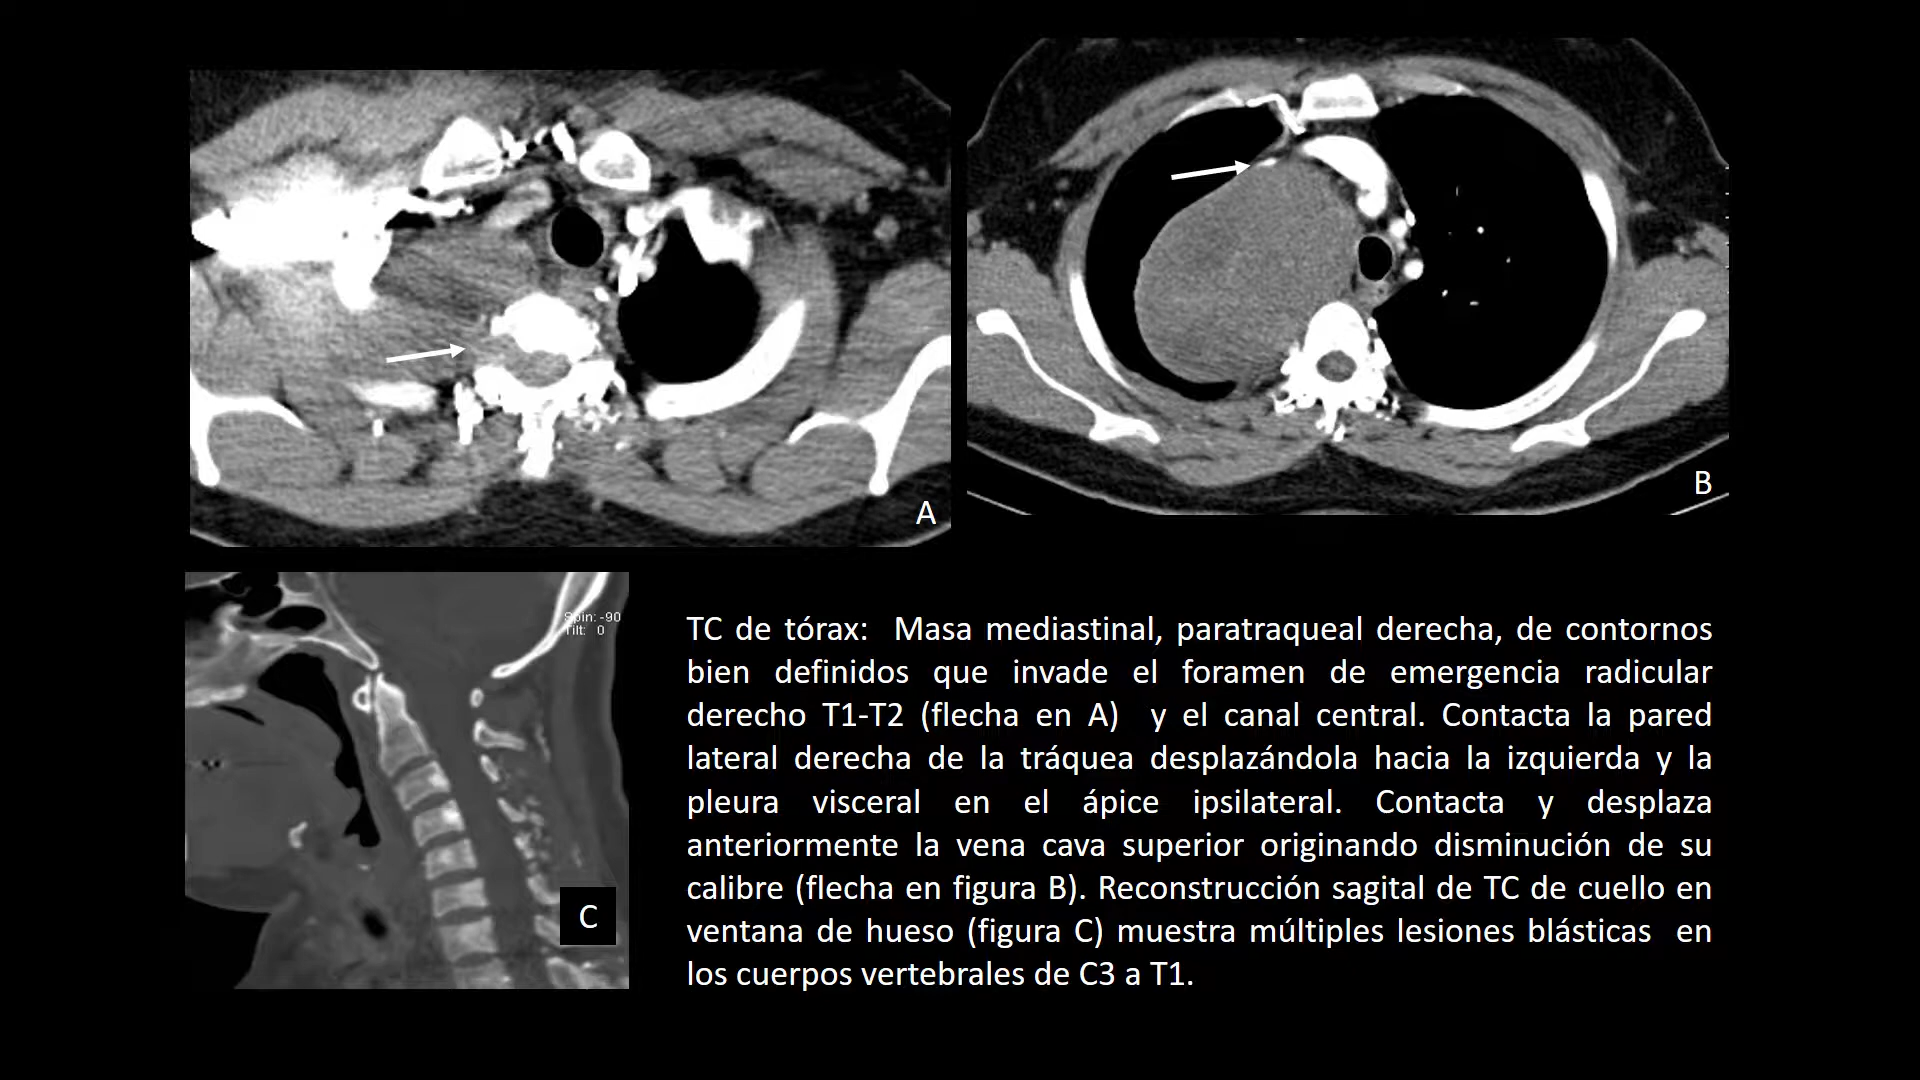 A
B
Spin: -90
Tilt: 0
C
TC de tórax: Masa mediastinal, paratraqueal derecha, de contornos
bien definidos que invade el foramen de emergencia radicular
derecho T1-T2 (flecha en A) y el canal central. Contacta la pared
lateral derecha de la tráquea desplazándola hacia la izquierda y la
pleura visceral en el ápice ipsilateral. Contacta y desplaza
anteriormente la vena cava superior originando disminución de su
calibre (flecha en figura B). Reconstrucción sagital de TC de cuello en
ventana de hueso (figura C) muestra múltiples lesiones blásticas en
los cuerpos vertebrales de C3 a T1.